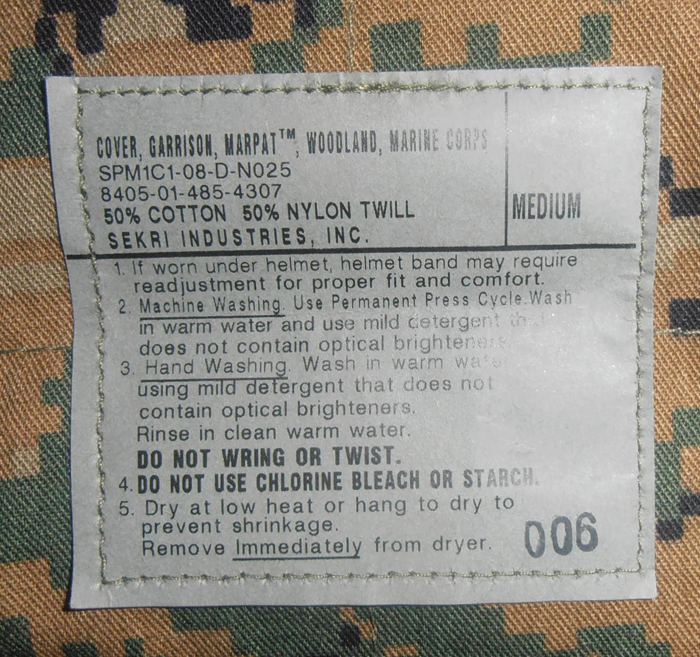 COVER, GARRISON, MARPAT™, WOODLAND, MARINE CORPS
SPM1C1-08-D-N025
8405-01-485-4307
50% COTTON 50% NYLON TWILL
SEKRI INDUSTRIES, INC.
MEDIUM
1. If worn under helmet, helmet band may require
readjustment for proper fit and comfort.
2. Machine Washing. Use Permanent Press Cycle.Wash
in warm water and use mild detergent that
does not contain optical brighteners
3. Hand Washing. Wash in warm water
using mild detergent that does not
contain optical brighteners.
Rinse in clean warm water.
DO NOT WRING OR TWIST.
4. DO NOT USE CHLORINE BLEACH OR STARCH.
5. Dry at low heat or hang to dry to
prevent shrinkage.
Remove Immediately from dryer.
006